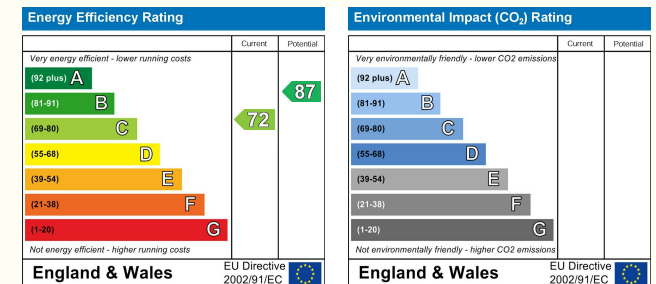 Energy Efficiency Rating
Current Potential
Very energy efficient - lower running costs
(92 plus) A
(81-91) B
(69-80) C
(55-68) D
(39-54) E
(21-38) F
(1-20) G
72
87
Not energy efficient - higher running costs
England & Wales
EU Directive
2002/91/EC
Environmental Impact (CO₂) Rating
Current Potential
Very environmentally friendly - lower CO2 emissions
(92 plus) A
(81-91) B
(69-80) C
(55-68) D
(39-54) E
(21-38) F
(1-20) G
Not environmentally friendly - higher CO2 emissions
England & Wales
EU Directive
2002/91/EC